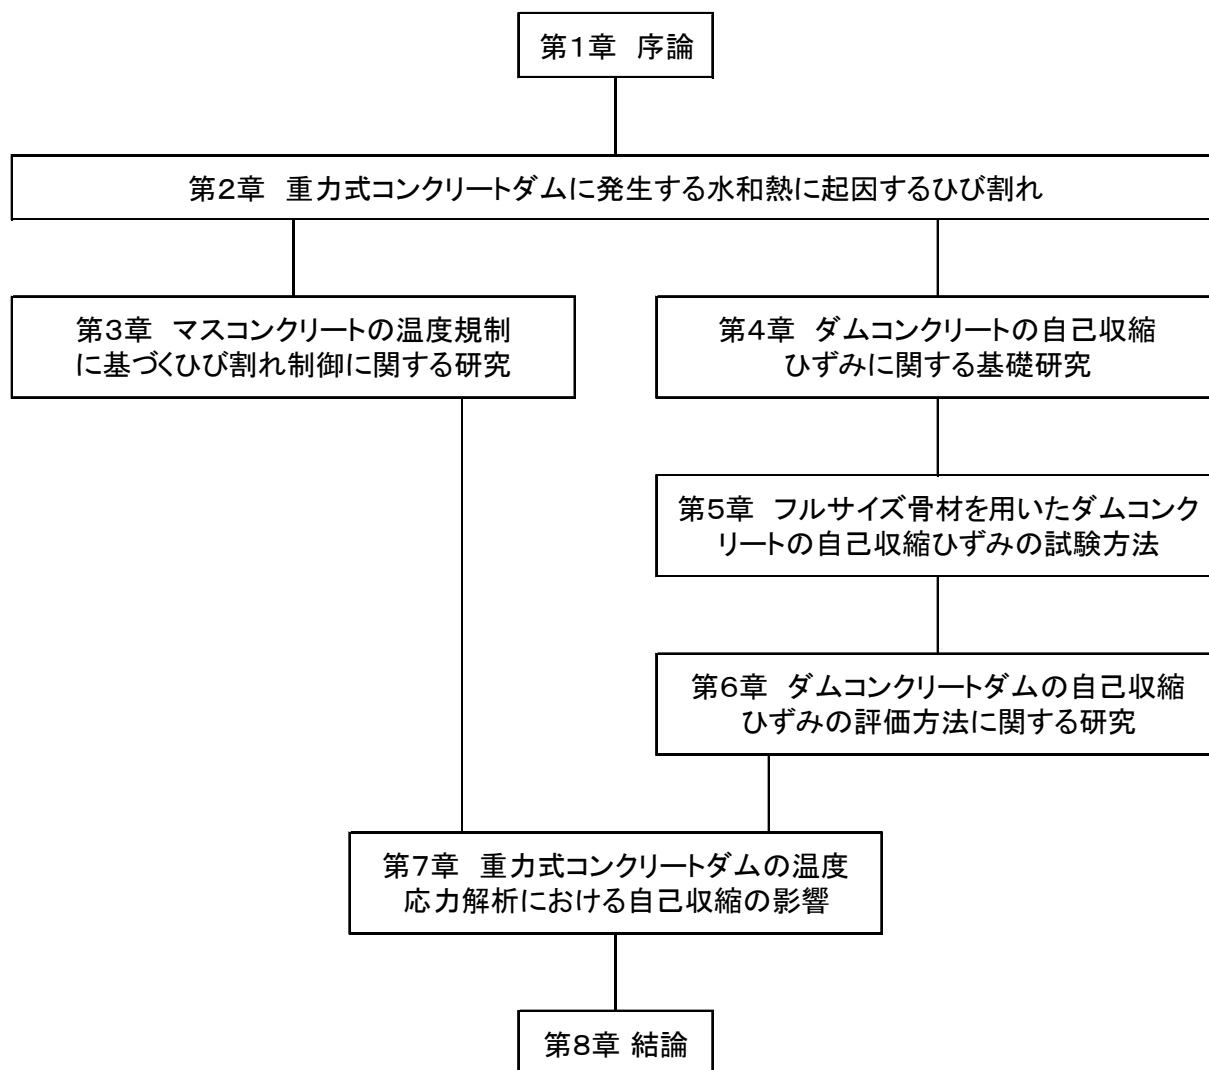 第1章　序論
第2章　重力式コンクリートダムに発生する水和熱に起因するひび割れ
第3章　マスコンクリートの温度規制
に基づくひび割れ制御に関する研究
第4章　ダムコンクリートの自己収縮
ひずみに関する基礎研究
第5章　フルサイズ骨材を用いたダムコンク
リートの自己収縮ひずみの試験方法
第6章　ダムコンクリートダムの自己収縮
ひずみの評価方法に関する研究
第7章　重力式コンクリートダムの温度
応力解析における自己収縮の影響
第8章 結論